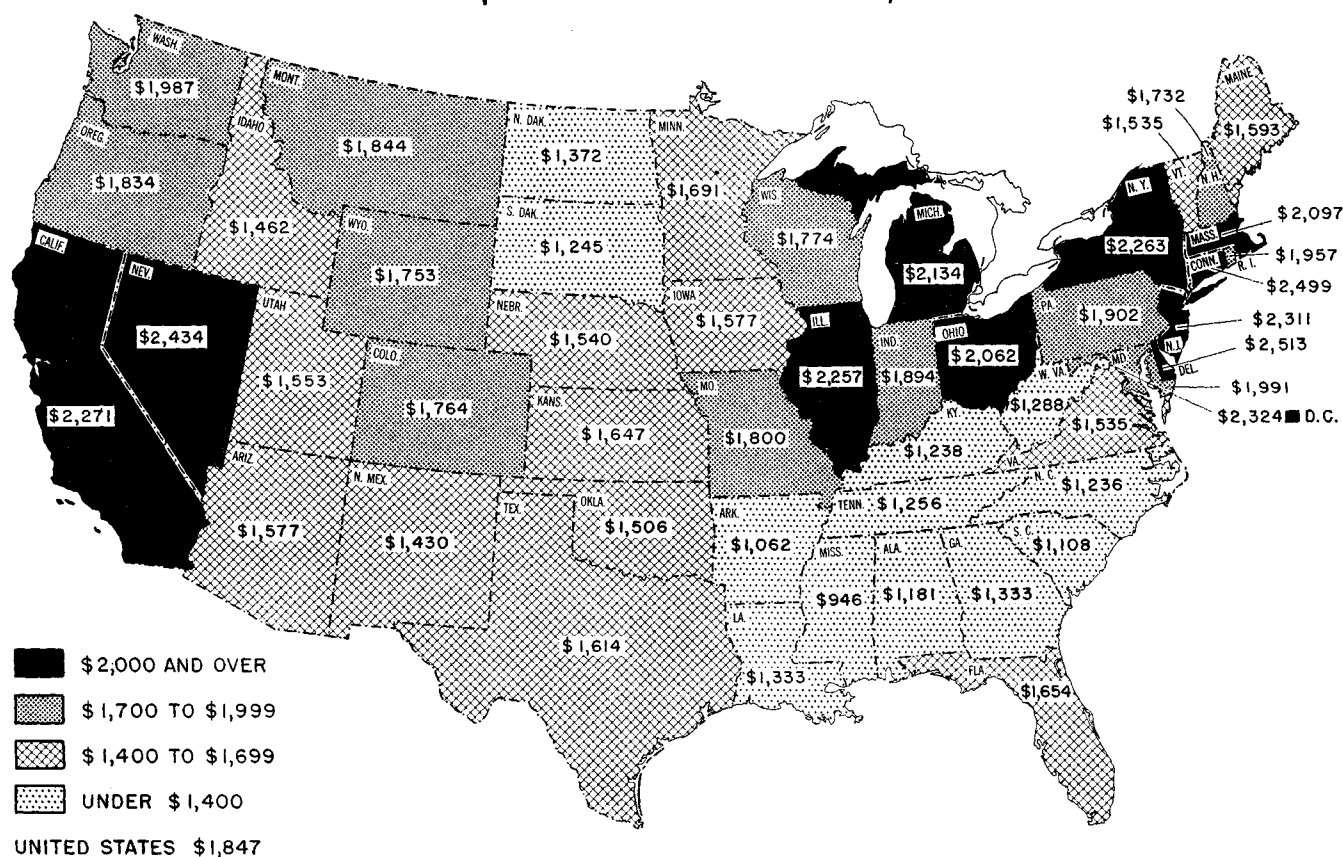 WASH.
$1,987
OREG.
$1,834
CALIF.
$2,271
NEV.
$2,434
IDAHO
$1,462
MONT.
$1,844
WYO.
$1,753
UTAH
$1,553
COLO.
$1,764
ARIZ.
$1,577
N. MEX.
$1,430
N. DAK.
$1,372
S. DAK.
$1,245
NEBR.
$1,540
KANS.
$1,647
OKLA.
$1,506
TEX.
$1,614
MINN.
$1,691
IOWA
$1,577
MO.
$1,800
ARK.
$1,062
LA.
$1,333
WIS.
$1,774
ILL.
$2,257
MICH.
$2,134
IND.
$1,894
OHIO
$2,062
KY.
$1,238
TENN.
$1,256
MISS.
$946
ALA.
$1,181
GA.
$1,333
FLA.
$1,654
S. C.
$1,108
N. C.
$1,236
VA.
$1,535
W. VA.
$1,288
PA.
$1,902
N. Y.
$2,263
VT.
$1,535
N.H.
$1,732
MAINE
$1,593
MASS.
$2,097
R. I.
$1,957
CONN.
$2,499
N.J.
$2,311
DEL.
$2,513
MD.
$1,991
$2,324 D.C.
$2,000 AND OVER
$1,700 TO $1,999
$1,400 TO $1,699
UNDER $1,400
UNITED STATES $1,847